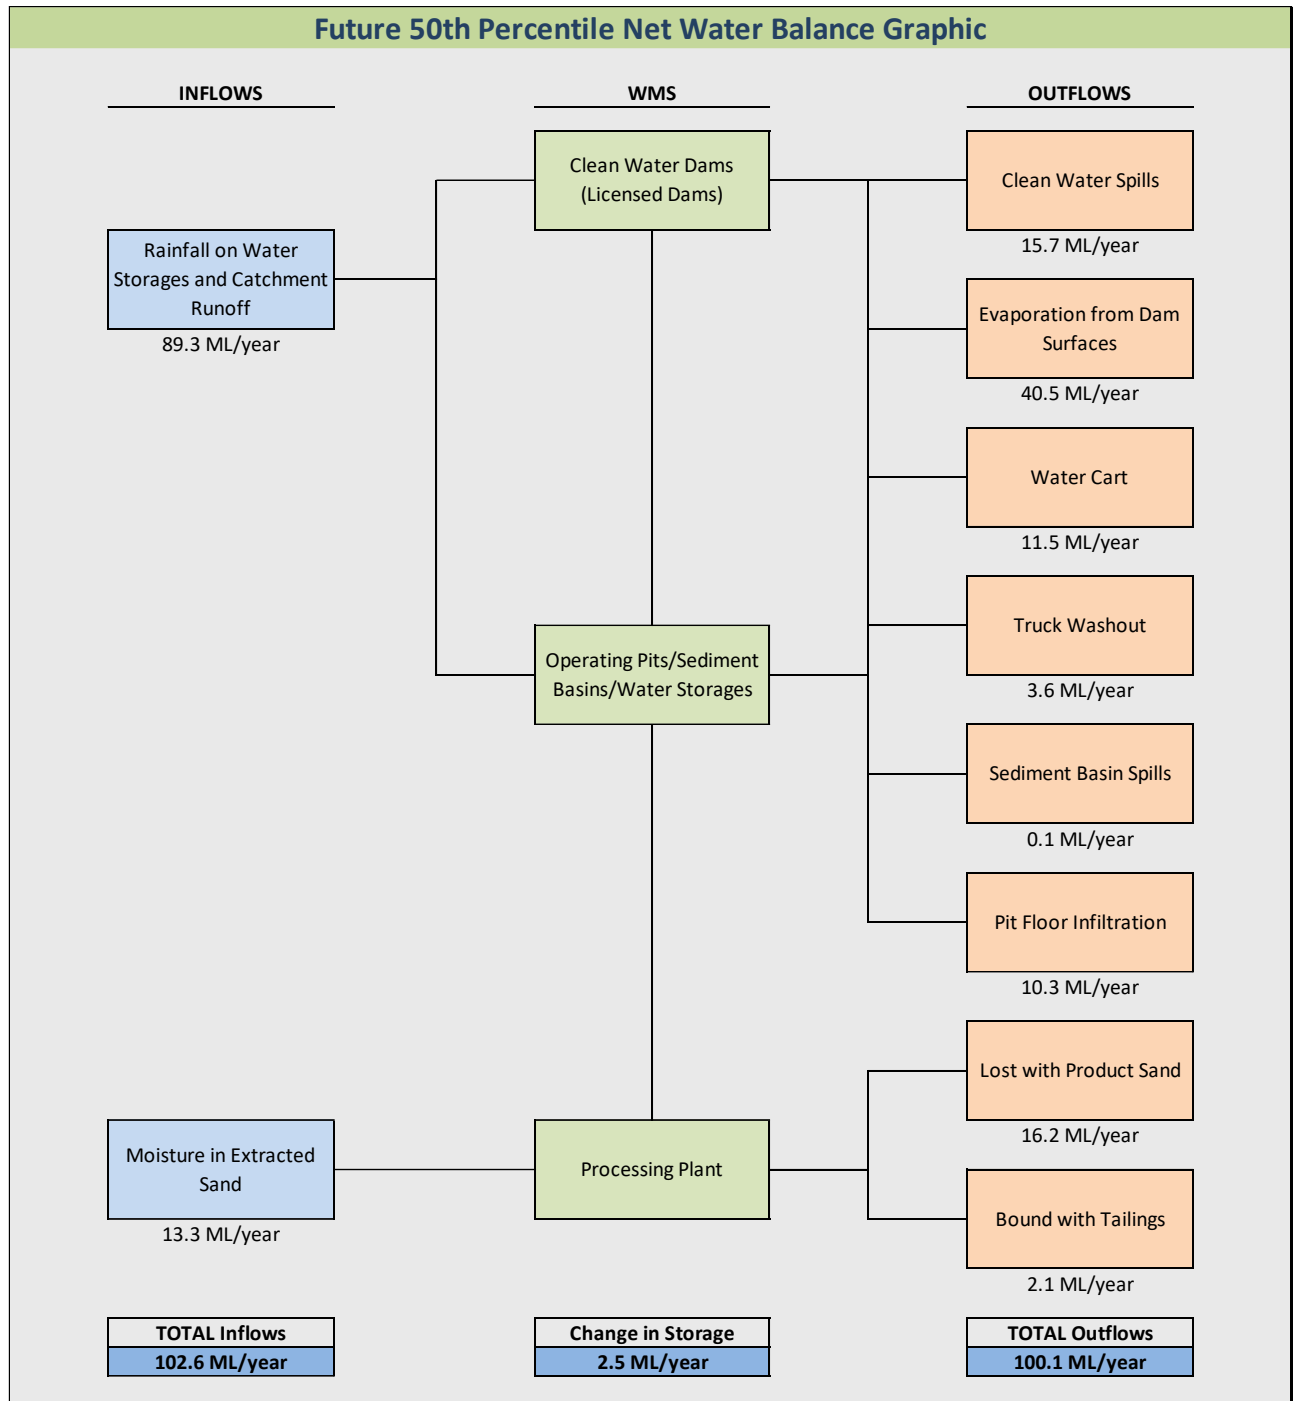 Future 50th Percentile Net Water Balance Graphic
INFLOWS
WMS
OUTFLOWS
Clean Water Dams
(Licensed Dams)
Clean Water Spills
15.7 ML/year
Rainfall on Water
Storages and Catchment
Runoff
89.3 ML/year
Evaporation from Dam
Surfaces
40.5 ML/year
Water Cart
11.5 ML/year
Truck Washout
3.6 ML/year
Operating Pits/Sediment
Basins/Water Storages
Sediment Basin Spills
0.1 ML/year
Pit Floor Infiltration
10.3 ML/year
Lost with Product Sand
16.2 ML/year
Moisture in Extracted
Sand
13.3 ML/year
Processing Plant
Bound with Tailings
2.1 ML/year
TOTAL Inflows
102.6 ML/year
Change in Storage
2.5 ML/year
TOTAL Outflows
100.1 ML/year